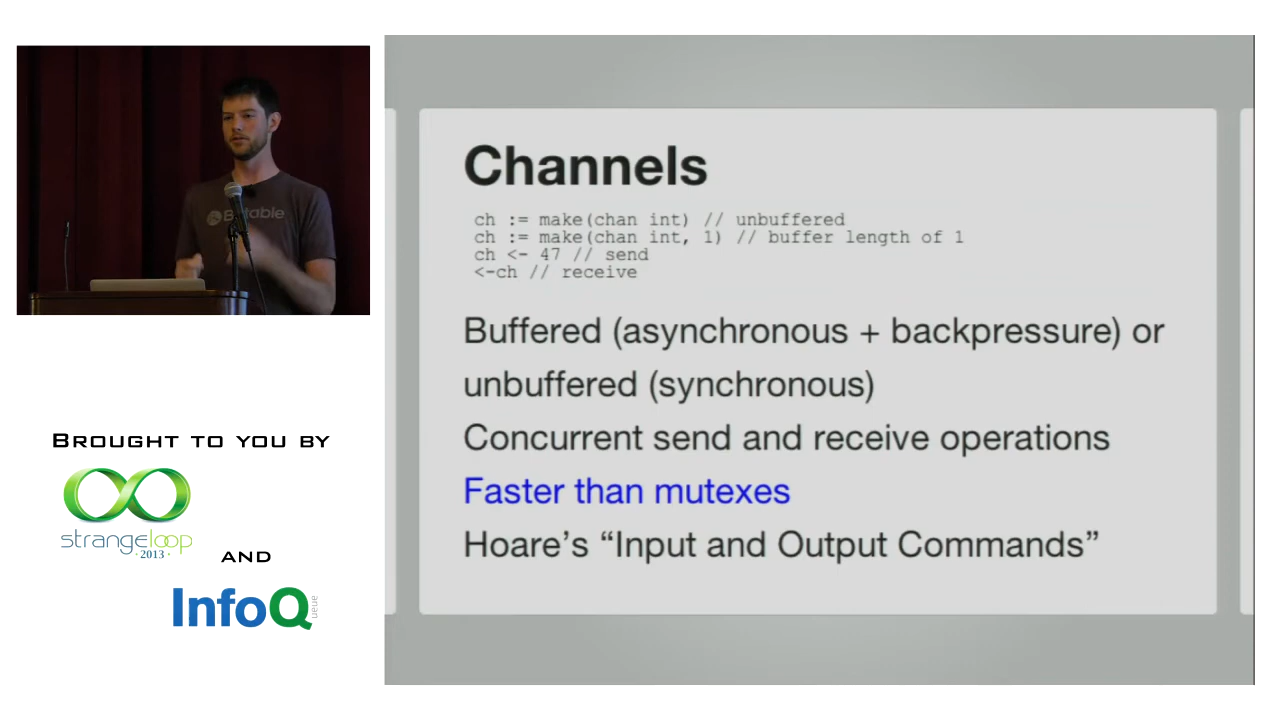 Channels
ch := make(chan int) // unbuffered
ch := make(chan int, 1) // buffer length of 1
ch <- 47 // send
<-ch // receive
Buffered (asynchronous + backpressure) or
unbuffered (synchronous)
Concurrent send and receive operations
Faster than mutexes
Hoare's “Input and Output Commands”
BROUGHT TO YOU BY
strangeloop
· 2013 ·
AND
InfoQ